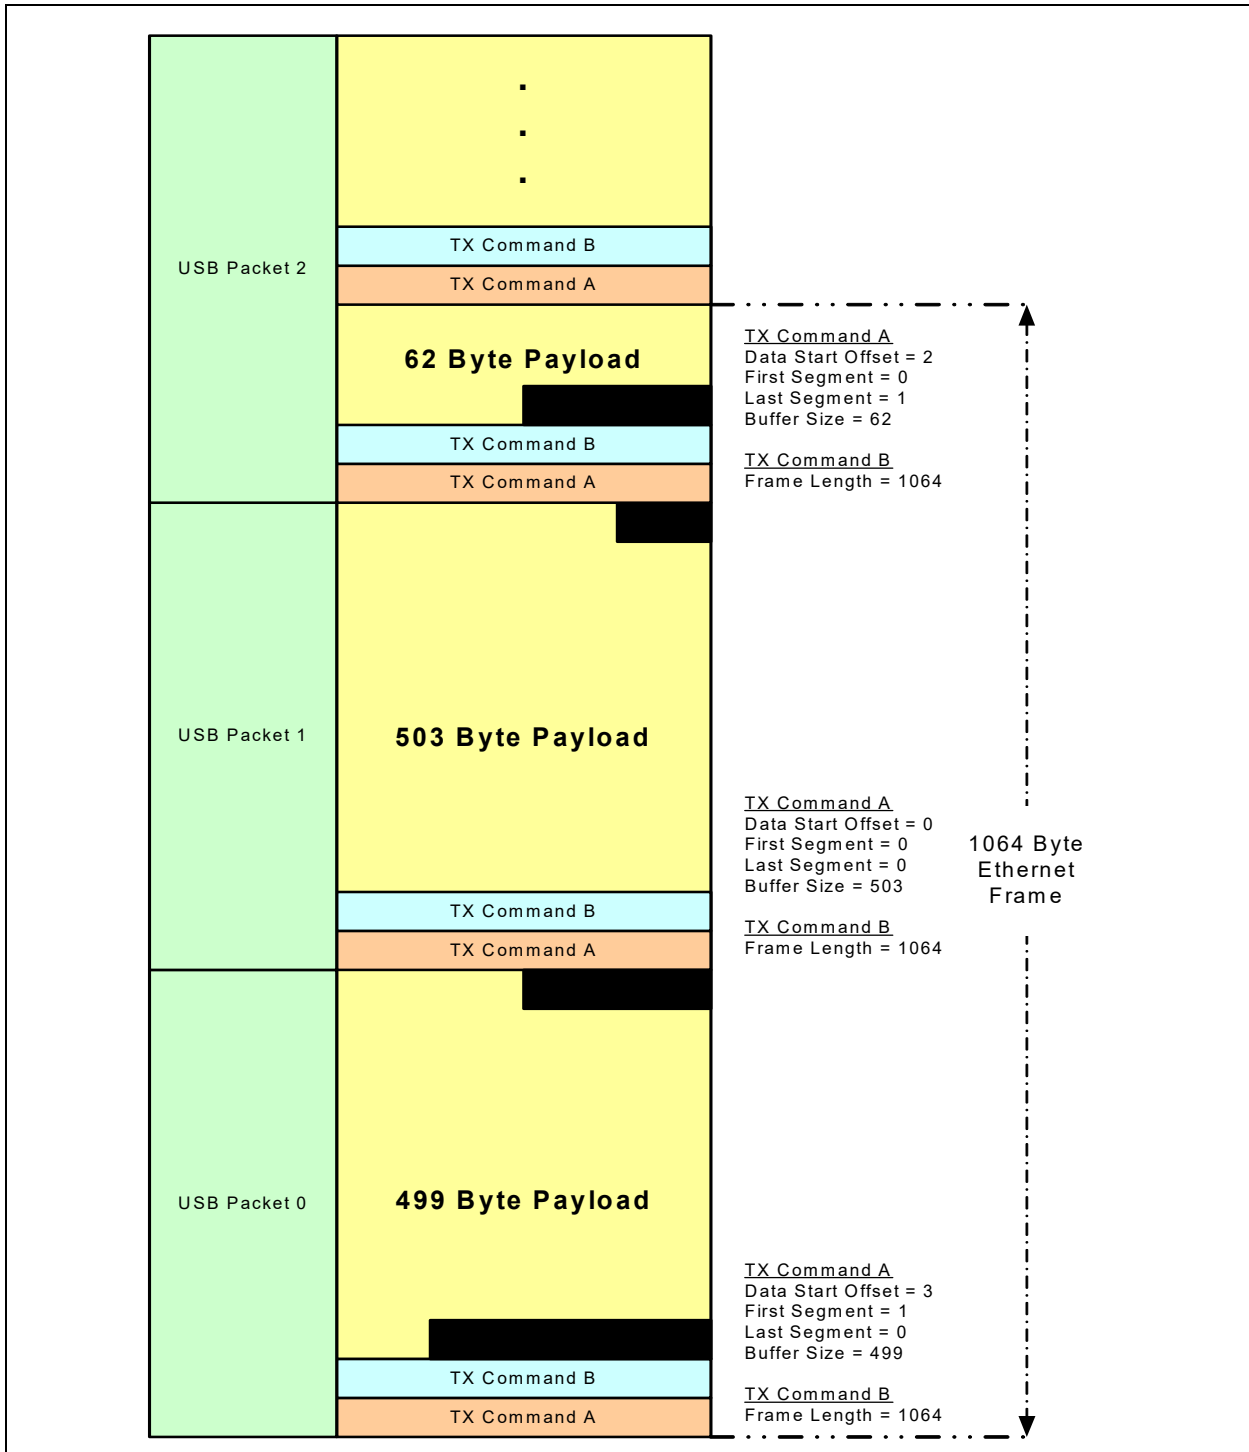 .
.
.
TX Command B
USB Packet 2
TX Command A
62 Byte Payload
TX Command A
Data Start Offset = 2
First Segment = 0
Last Segment = 1
Buffer Size = 62
TX Command B
TX Command A
TX Command B
Frame Length = 1064
USB Packet 1
503 Byte Payload
TX Command A
Data Start Offset = 0
First Segment = 0
Last Segment = 0
Buffer Size = 503
1064 Byte
Ethernet
Frame
TX Command B
TX Command A
TX Command B
Frame Length = 1064
USB Packet 0
499 Byte Payload
TX Command A
Data Start Offset = 3
First Segment = 1
Last Segment = 0
Buffer Size = 499
TX Command B
TX Command A
TX Command B
Frame Length = 1064